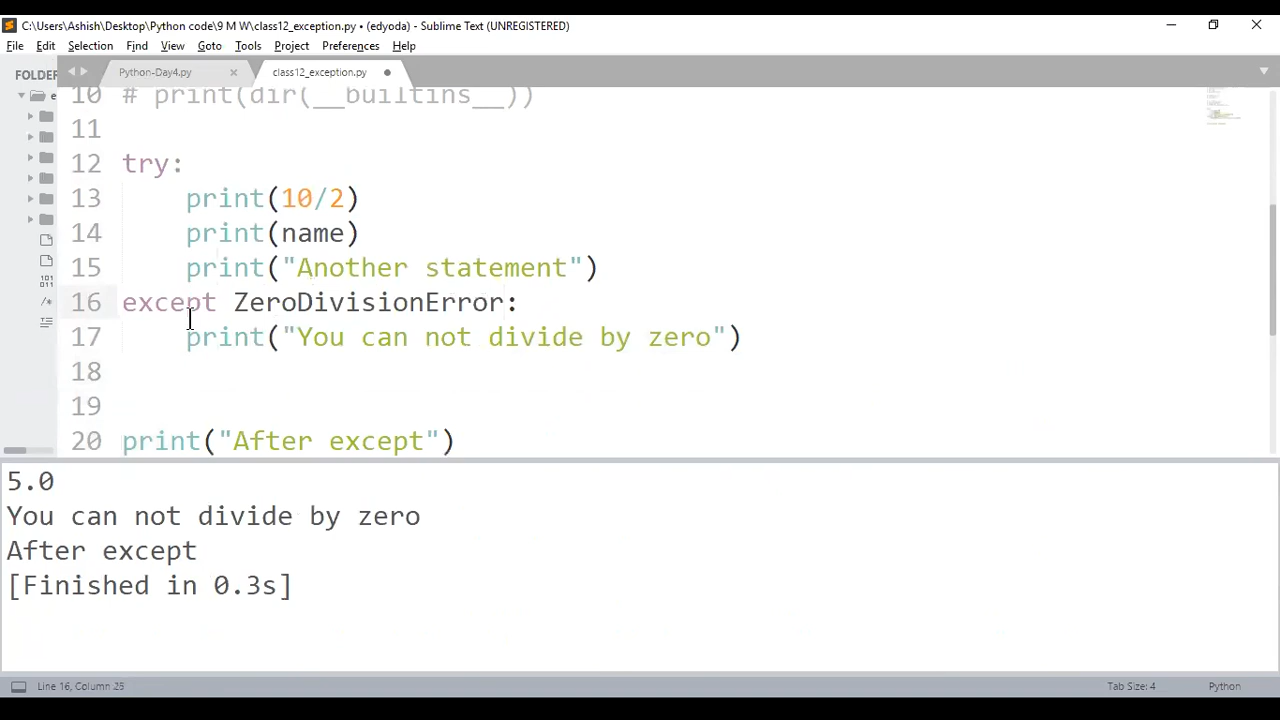 C:\Users\Ashish\Desktop\Python code\9 M W\class12_exception.py • (edyoda) - Sublime Text (UNREGISTERED)
File Edit Selection Find View Goto Tools Project Preferences Help
FOLDER Python-Day4.py × class12_exception.py
e
10 # print(dir(__builtins__))
11
12 try:
13 print(10/2)
14 print(name)
15 print("Another statement")
16 except ZeroDivisionError:
17 print("You can not divide by zero")
18
19
20 print("After except")
5.0
You can not divide by zero
After except
[Finished in 0.3s]
Line 16, Column 25 Tab Size: 4 Python